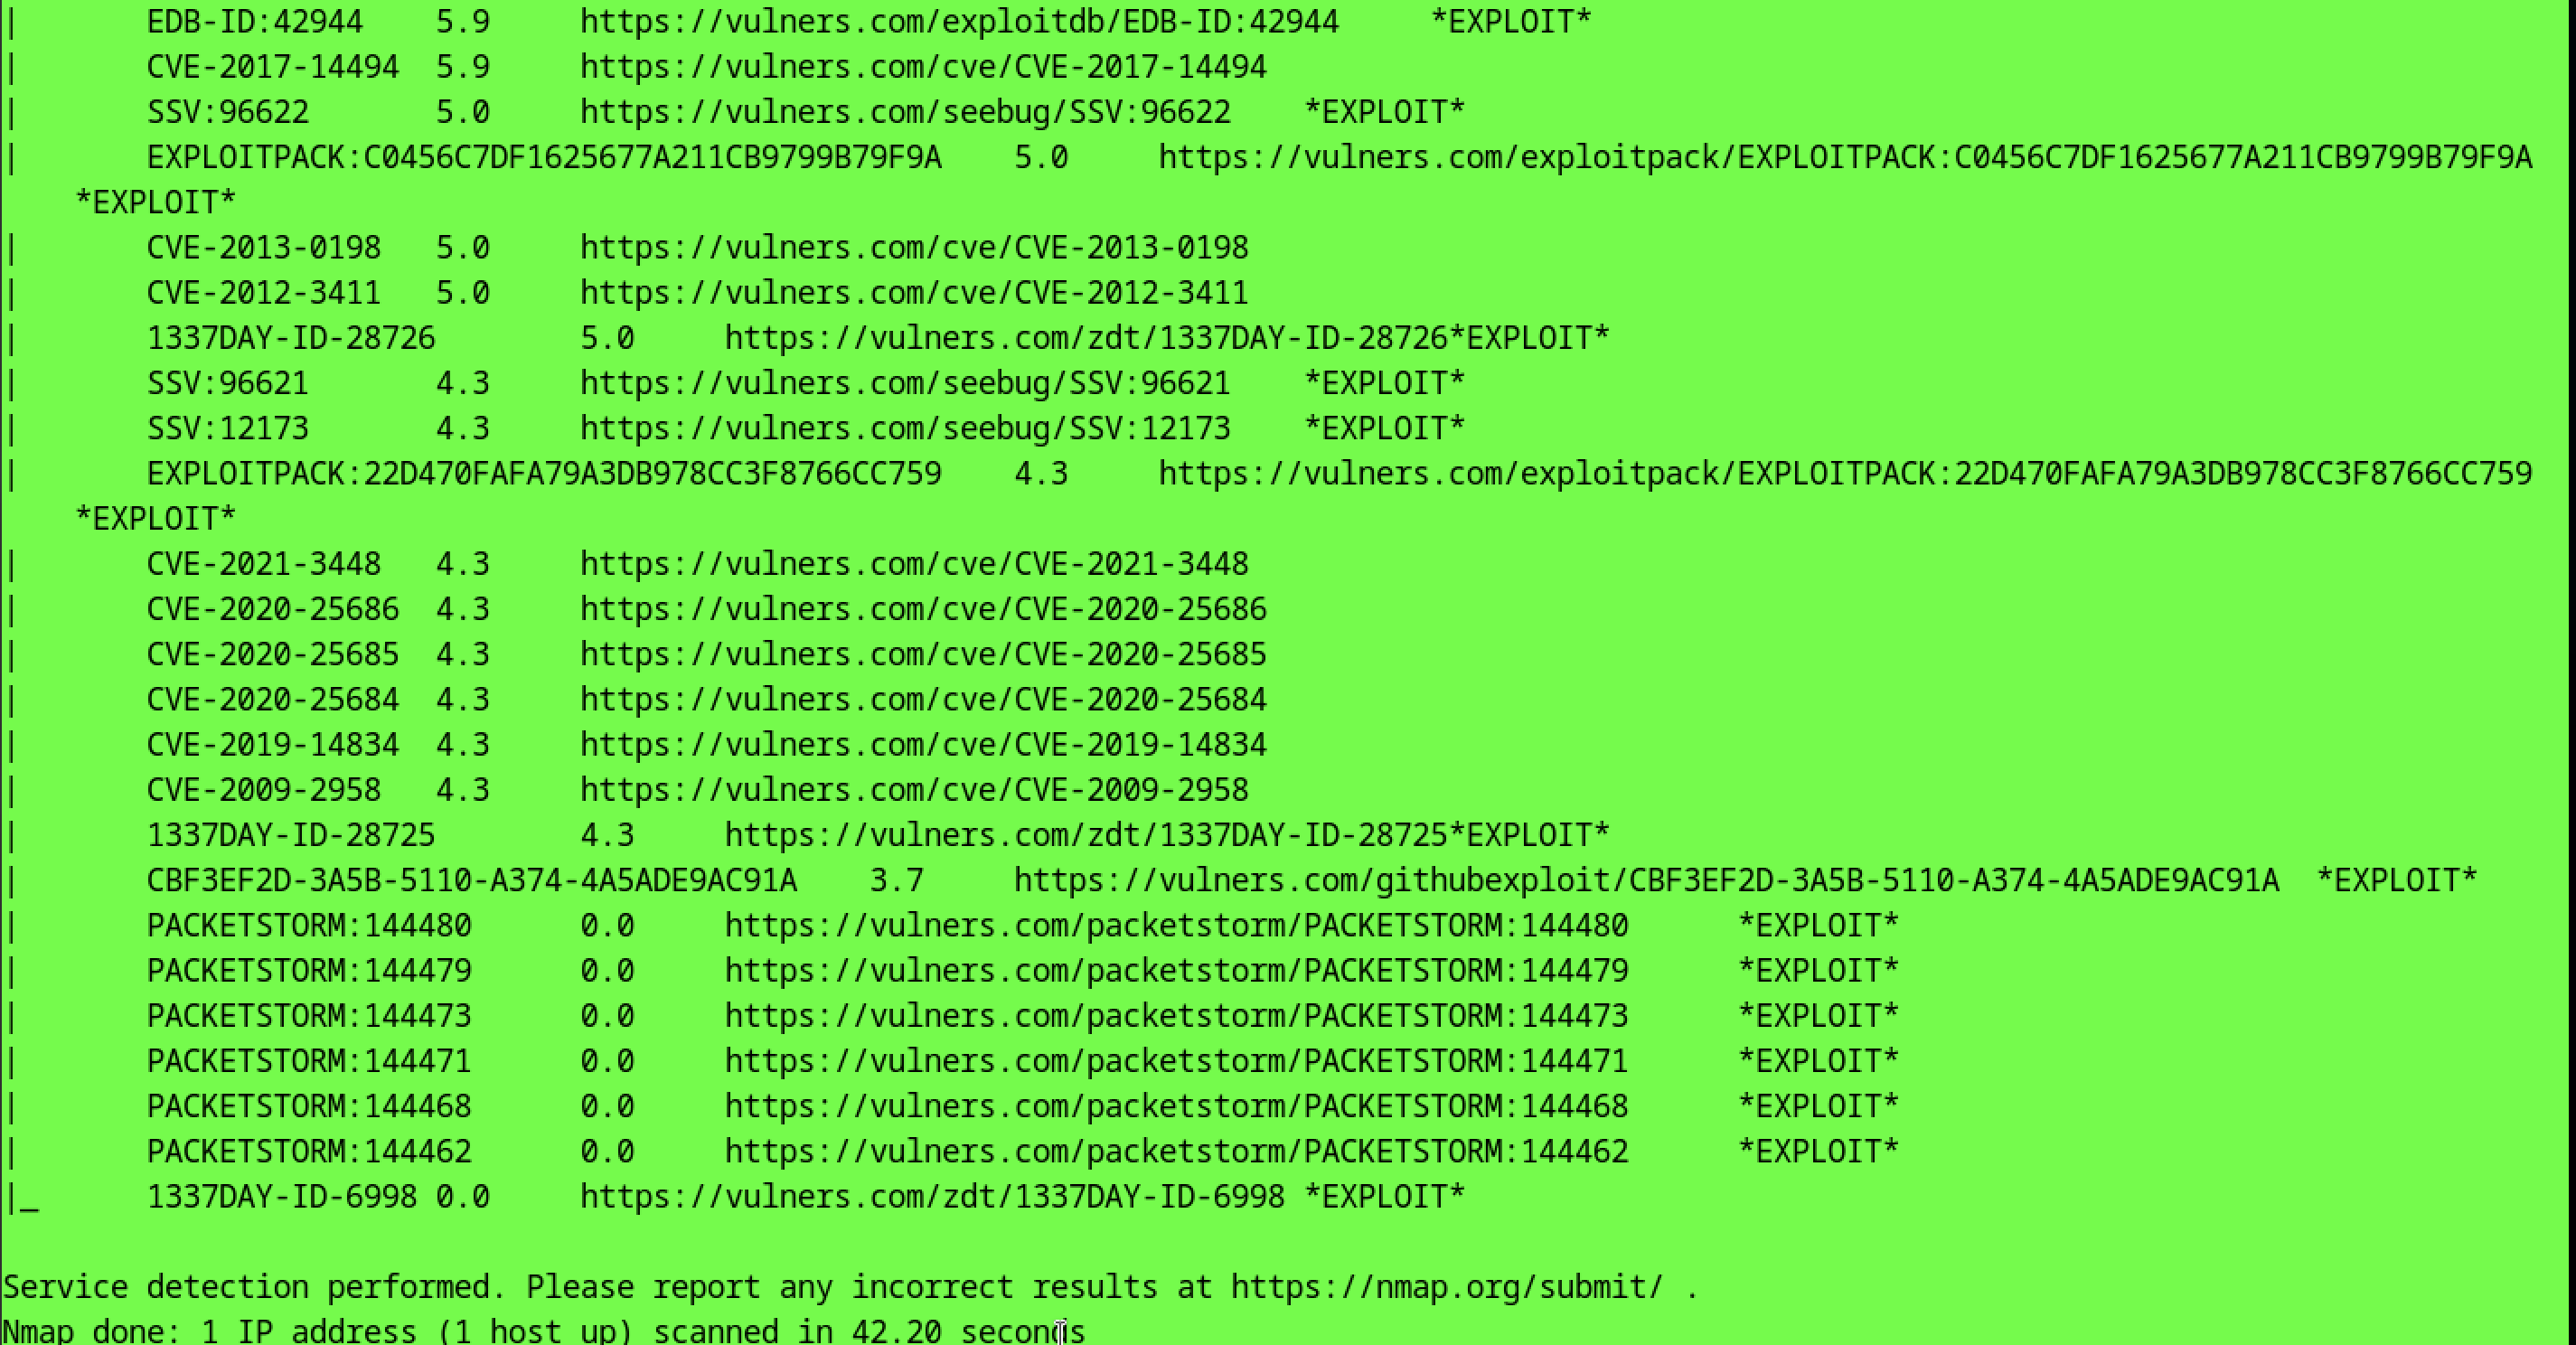 |       EDB-ID:42944    5.9     https://vulners.com/exploitdb/EDB-ID:42944     *EXPLOIT*
|       CVE-2017-14494  5.9     https://vulners.com/cve/CVE-2017-14494
|       SSV:96622       5.0     https://vulners.com/seebug/SSV:96622    *EXPLOIT*
|       EXPLOITPACK:C0456C7DF1625677A211CB9799B79F9A    5.0     https://vulners.com/exploitpack/EXPLOITPACK:C0456C7DF1625677A211CB9799B79F9A
    *EXPLOIT*
|       CVE-2013-0198   5.0     https://vulners.com/cve/CVE-2013-0198
|       CVE-2012-3411   5.0     https://vulners.com/cve/CVE-2012-3411
|       1337DAY-ID-28726        5.0     https://vulners.com/zdt/1337DAY-ID-28726*EXPLOIT*
|       SSV:96621       4.3     https://vulners.com/seebug/SSV:96621    *EXPLOIT*
|       SSV:12173       4.3     https://vulners.com/seebug/SSV:12173    *EXPLOIT*
|       EXPLOITPACK:22D470FAFA79A3DB978CC3F8766CC759    4.3     https://vulners.com/exploitpack/EXPLOITPACK:22D470FAFA79A3DB978CC3F8766CC759
    *EXPLOIT*
|       CVE-2021-3448   4.3     https://vulners.com/cve/CVE-2021-3448
|       CVE-2020-25686  4.3     https://vulners.com/cve/CVE-2020-25686
|       CVE-2020-25685  4.3     https://vulners.com/cve/CVE-2020-25685
|       CVE-2020-25684  4.3     https://vulners.com/cve/CVE-2020-25684
|       CVE-2019-14834  4.3     https://vulners.com/cve/CVE-2019-14834
|       CVE-2009-2958   4.3     https://vulners.com/cve/CVE-2009-2958
|       1337DAY-ID-28725        4.3     https://vulners.com/zdt/1337DAY-ID-28725*EXPLOIT*
|       CBF3EF2D-3A5B-5110-A374-4A5ADE9AC91A    3.7     https://vulners.com/githubexploit/CBF3EF2D-3A5B-5110-A374-4A5ADE9AC91A  *EXPLOIT*
|       PACKETSTORM:144480      0.0     https://vulners.com/packetstorm/PACKETSTORM:144480      *EXPLOIT*
|       PACKETSTORM:144479      0.0     https://vulners.com/packetstorm/PACKETSTORM:144479      *EXPLOIT*
|       PACKETSTORM:144473      0.0     https://vulners.com/packetstorm/PACKETSTORM:144473      *EXPLOIT*
|       PACKETSTORM:144471      0.0     https://vulners.com/packetstorm/PACKETSTORM:144471      *EXPLOIT*
|       PACKETSTORM:144468      0.0     https://vulners.com/packetstorm/PACKETSTORM:144468      *EXPLOIT*
|       PACKETSTORM:144462      0.0     https://vulners.com/packetstorm/PACKETSTORM:144462      *EXPLOIT*
|_      1337DAY-ID-6998 0.0     https://vulners.com/zdt/1337DAY-ID-6998 *EXPLOIT*
Service detection performed. Please report any incorrect results at https://nmap.org/submit/ .
Nmap done: 1 IP address (1 host up) scanned in 42.20 seconds